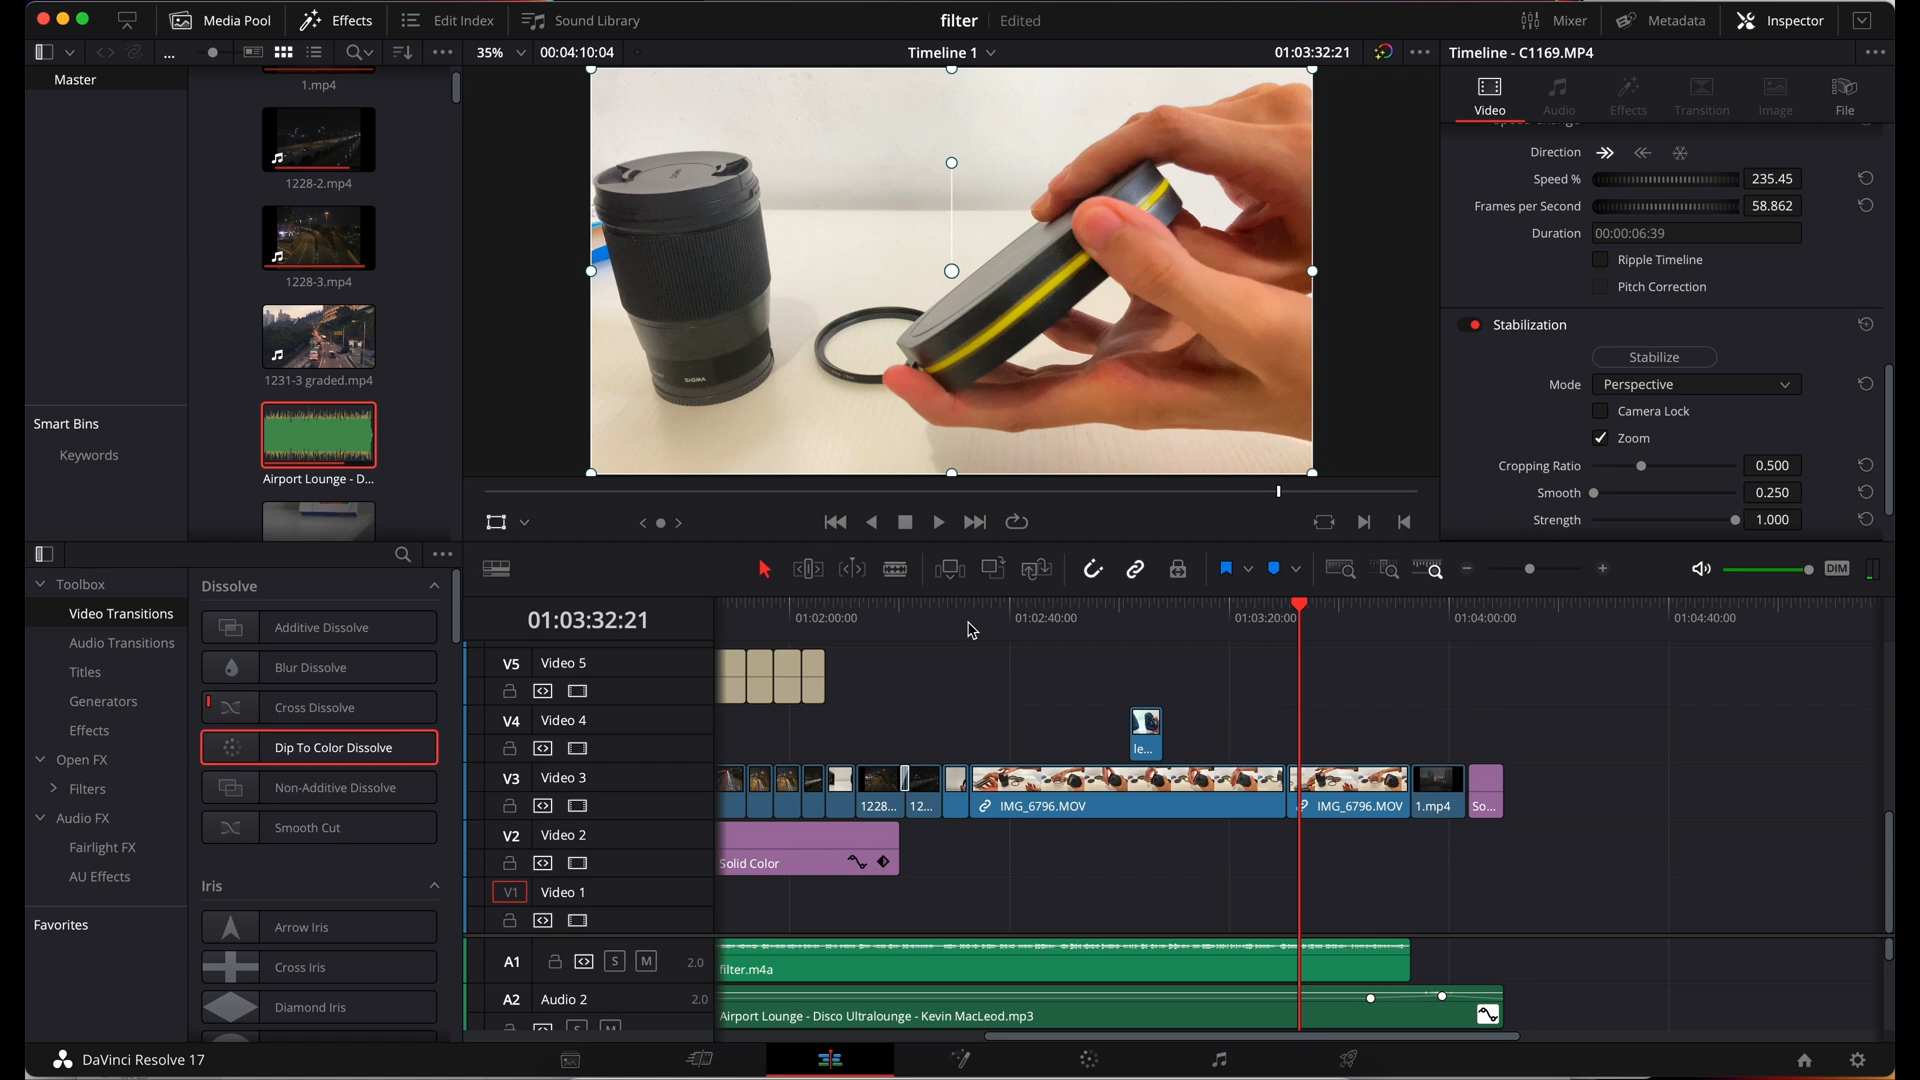 Media Pool
Effects
Edit Index
Sound Library
filter
Edited
Mixer
Metadata
Inspector
...
35%
00:04:10:04
Timeline 1
01:03:32:21
Timeline - C1169.MP4
Master
1.mp4
1228-2.mp4
1228-3.mp4
1231-3 graded.mp4
Airport Lounge - D...
Smart Bins
Keywords
SIGMA
Video
Audio
Effects
Transition
Image
File
Direction
Speed % 235.45
Frames per Second 58.862
Duration 00:00:06:39
Ripple Timeline
Pitch Correction
Stabilization
Stabilize
Mode Perspective
Camera Lock
Zoom
Cropping Ratio 0.500
Smooth 0.250
Strength 1.000
DIM
Toolbox
Video Transitions
Audio Transitions
Titles
Generators
Effects
Open FX
Filters
Audio FX
Fairlight FX
AU Effects
Favorites
Dissolve
Additive Dissolve
Blur Dissolve
Cross Dissolve
Dip To Color Dissolve
Non-Additive Dissolve
Smooth Cut
Iris
Arrow Iris
Cross Iris
Diamond Iris
01:03:32:21
01:02:00:00
01:02:40:00
01:03:20:00
01:04:00:00
01:04:40:00
V5 Video 5
V4 Video 4
le...
V3 Video 3
1228...
12...
IMG_6796.MOV
IMG_6796.MOV
1.mp4
So...
V2 Video 2
Solid Color
V1 Video 1
A1 S M 2.0
filter.m4a
A2 Audio 2 2.0
S M
Airport Lounge - Disco Ultralounge - Kevin MacLeod.mp3
DaVinci Resolve 17